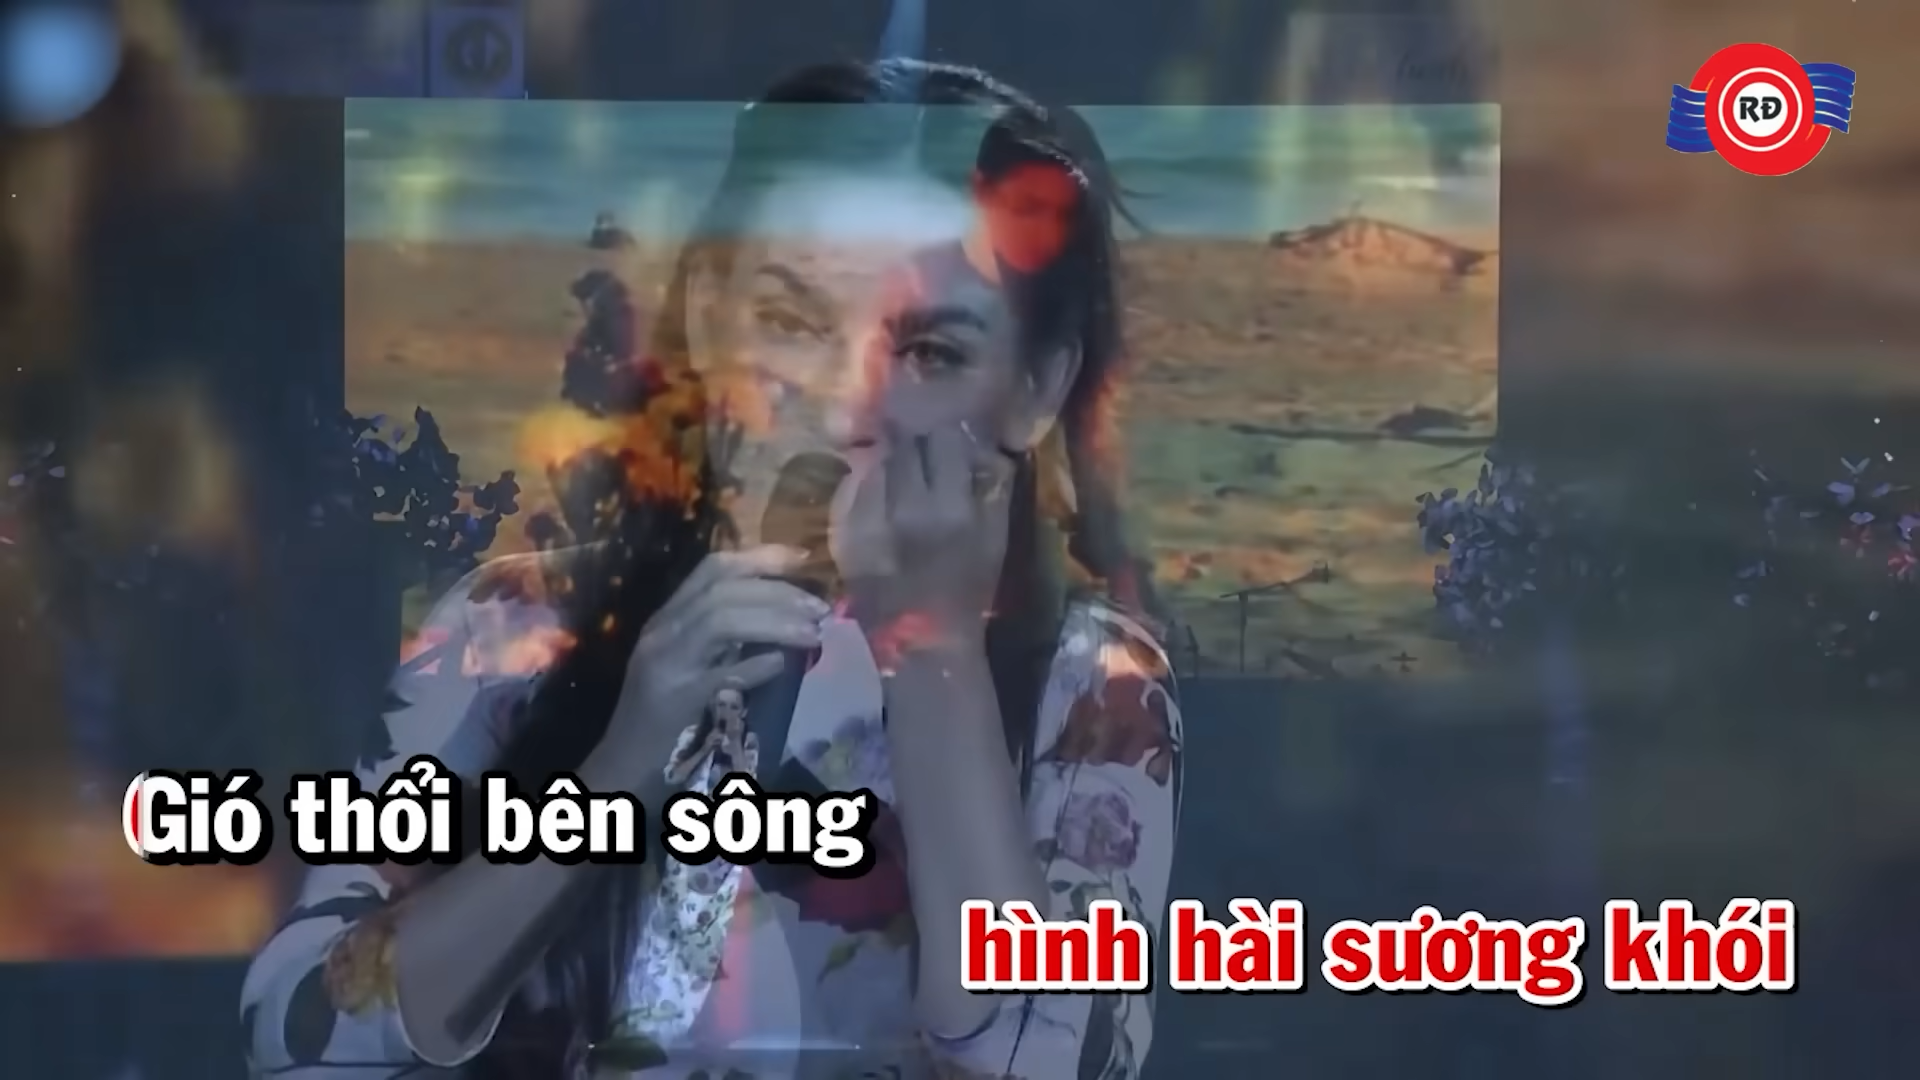 RĐ
Gió thổi bên sông
hình hài sương khói